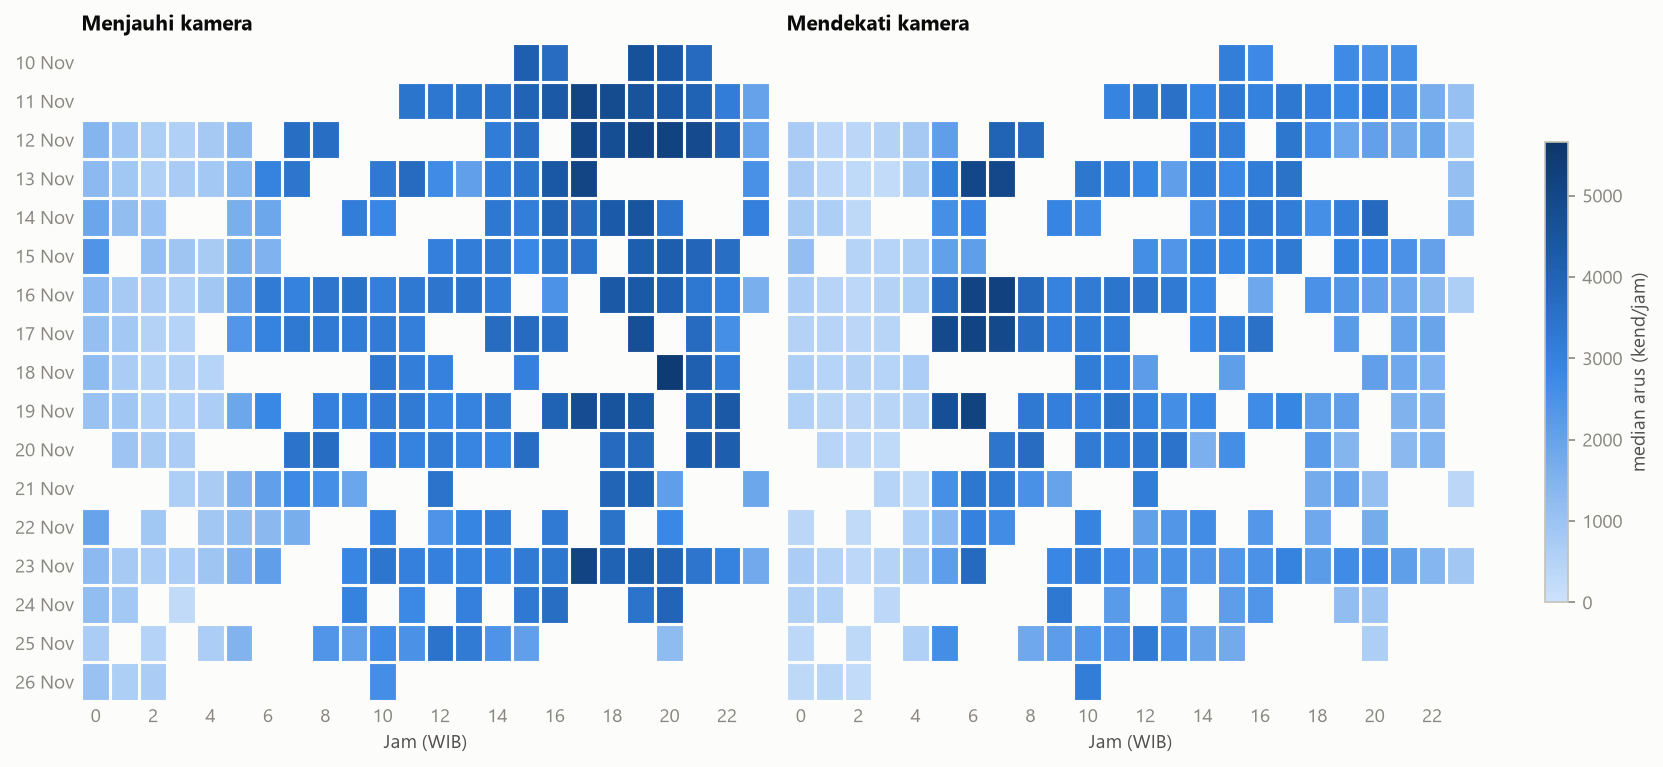 Menjauhi kamera
Mendekati kamera
10 Nov
11 Nov
12 Nov
13 Nov
14 Nov
15 Nov
16 Nov
17 Nov
18 Nov
19 Nov
20 Nov
21 Nov
22 Nov
23 Nov
24 Nov
25 Nov
26 Nov
0 2 4 6 8 10 12 14 16 18 20 22
Jam (WIB)
0 2 4 6 8 10 12 14 16 18 20 22
Jam (WIB)
5000
4000
3000
2000
1000
0
median arus (kend/jam)